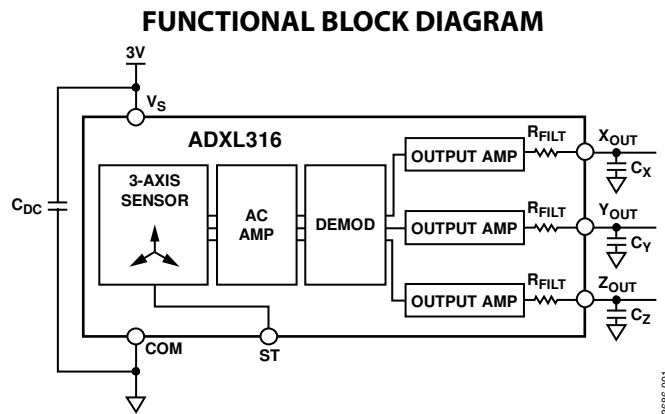 FUNCTIONAL BLOCK DIAGRAM
3V
VS
ADXL316
3-AXIS
SENSOR
AC
AMP
DEMOD
OUTPUT AMP
OUTPUT AMP
OUTPUT AMP
RFILT
RFILT
RFILT
XOUT
YOUT
ZOUT
CX
CY
CZ
CDC
COM
ST